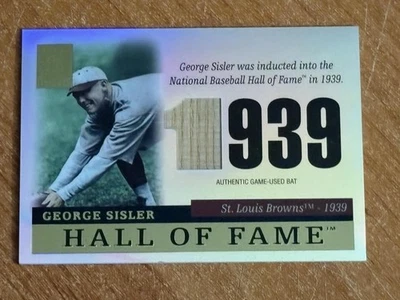 George Sisler was inducted into the
National Baseball Hall of Fame™ in 1939.
1939
AUTHENTIC GAME-USED BAT
GEORGE SISLER
St. Louis Browns™ - 1939
HALL OF FAME™